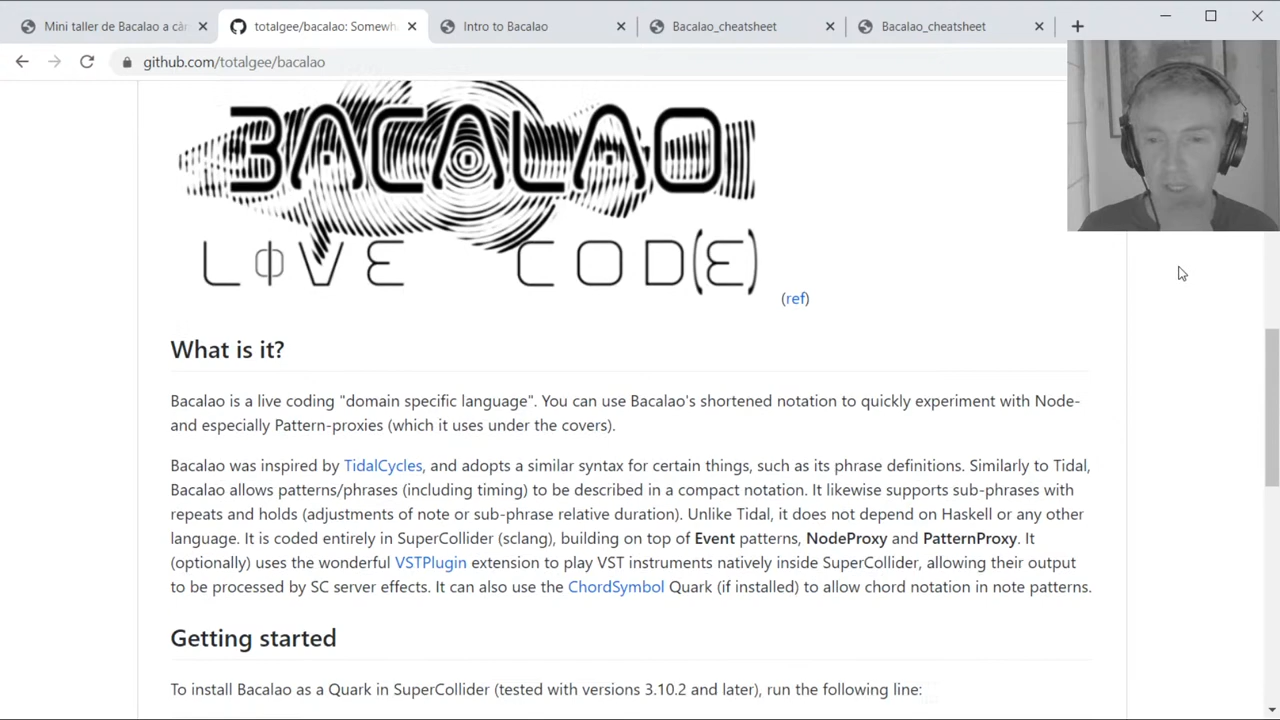 Mini taller de Bacalao a càr
totalgee/bacalao: Somewh
Intro to Bacalao
Bacalao_cheatsheet
Bacalao_cheatsheet
github.com/totalgee/bacalao
BACALAO
LIVE COD(E)
(ref)
What is it?
Bacalao is a live coding "domain specific language". You can use Bacalao's shortened notation to quickly experiment with Node-
and especially Pattern-proxies (which it uses under the covers).
Bacalao was inspired by TidalCycles, and adopts a similar syntax for certain things, such as its phrase definitions. Similarly to Tidal,
Bacalao allows patterns/phrases (including timing) to be described in a compact notation. It likewise supports sub-phrases with
repeats and holds (adjustments of note or sub-phrase relative duration). Unlike Tidal, it does not depend on Haskell or any other
language. It is coded entirely in SuperCollider (sclang), building on top of Event patterns, NodeProxy and PatternProxy. It
(optionally) uses the wonderful VSTPlugin extension to play VST instruments natively inside SuperCollider, allowing their output
to be processed by SC server effects. It can also use the ChordSymbol Quark (if installed) to allow chord notation in note patterns.
Getting started
To install Bacalao as a Quark in SuperCollider (tested with versions 3.10.2 and later), run the following line: